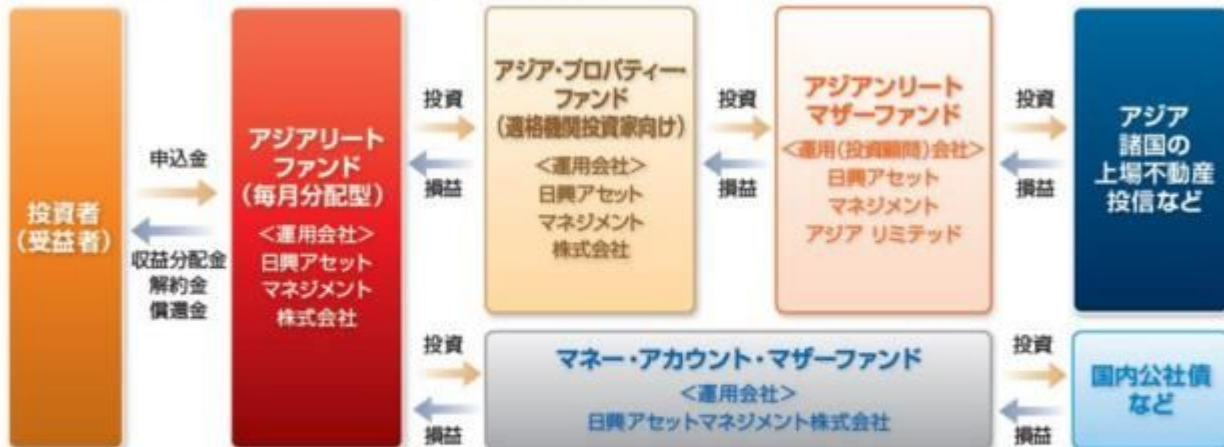 投資者
(受益者)
申込金
収益分配金
解約金
償還金
アジアリート
ファンド
(毎月分配型)
<運用会社>
日興アセット
マネジメント
株式会社
投資
損益
アジア・プロパティー・
ファンド
(適格機関投資家向け)
<運用会社>
日興アセット
マネジメント
株式会社
投資
損益
アジアンリート
マザーファンド
<運用(投資顧問)会社>
日興アセット
マネジメント
アジア リミテッド
投資
損益
アジア
諸国の
上場不動産
投信など
投資
損益
マネー・アカウント・マザーファンド
<運用会社>
日興アセットマネジメント株式会社
投資
損益
国内公社債
など